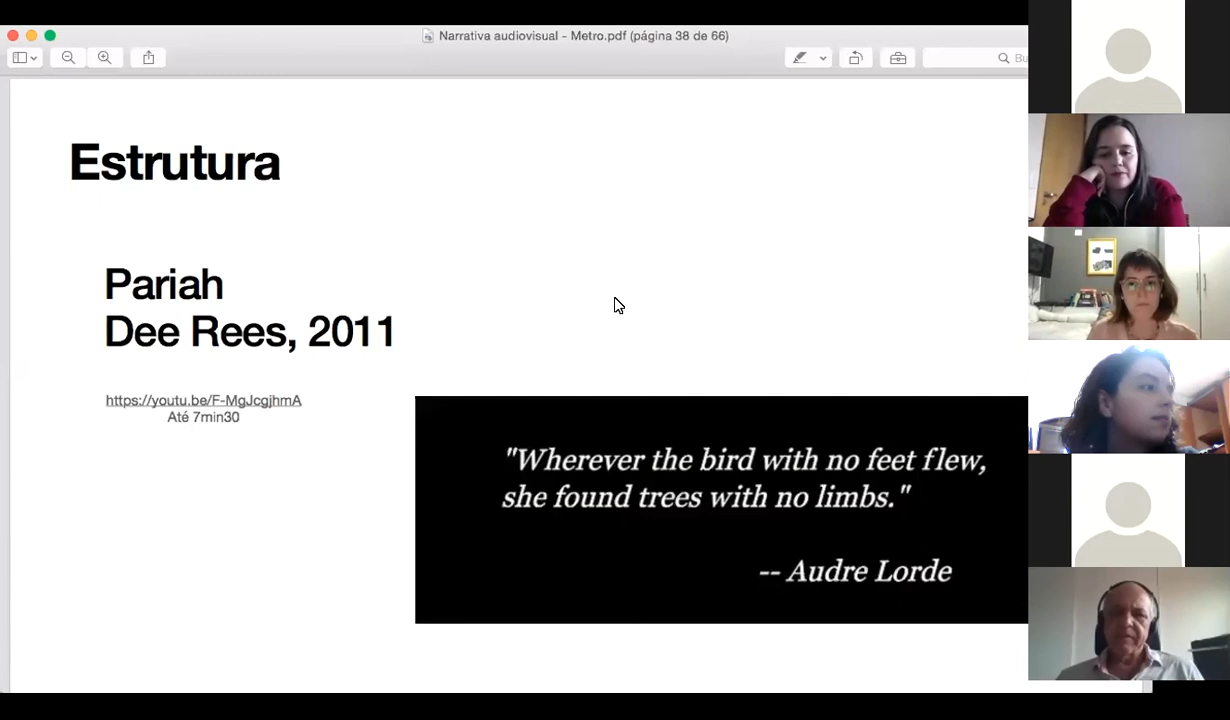 Narrativa audiovisual - Metro.pdf (página 38 de 66)
Estrutura
Pariah
Dee Rees, 2011
https://youtu.be/F-MgJcgjhmA
Até 7min30
"Wherever the bird with no feet flew,
she found trees with no limbs."
-- Audre Lorde